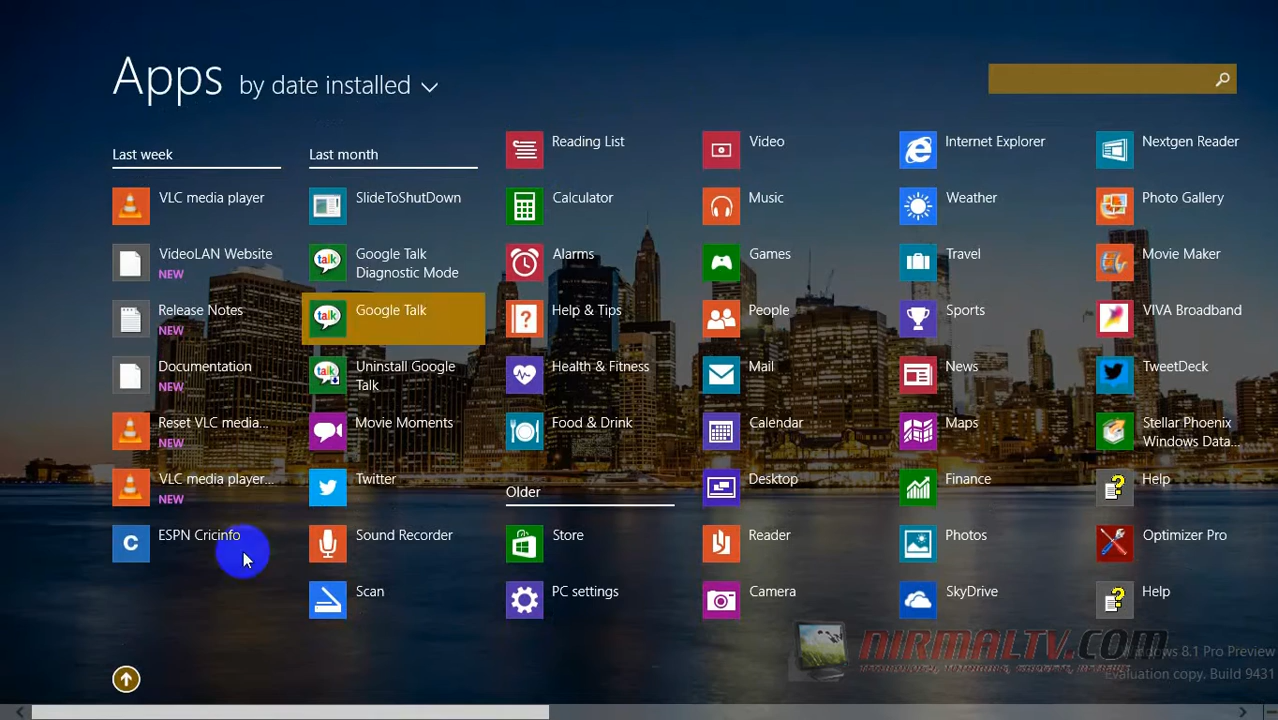 Apps by date installed
Last week
VLC media player
VideoLAN Website
NEW
Release Notes
NEW
Documentation
NEW
Reset VLC media...
NEW
VLC media player...
NEW
C
ESPN Cricinfo
Last month
SlideToShutDown
talk
Google Talk
Diagnostic Mode
talk
Google Talk
talk
Uninstall Google
Talk
Movie Moments
Twitter
Sound Recorder
Scan
Reading List
Calculator
Alarms
Help & Tips
Health & Fitness
Food & Drink
Older
Store
PC settings
Video
Music
Games
People
Mail
Calendar
Desktop
Reader
Camera
Internet Explorer
Weather
Travel
Sports
News
Maps
Finance
Photos
SkyDrive
Nextgen Reader
Photo Gallery
Movie Maker
VIVA Broadband
TweetDeck
Stellar Phoenix
Windows Data...
Help
Optimizer Pro
Help
NIRMALTV.COM
Windows 8.1 Pro Preview
Evaluation copy. Build 9431